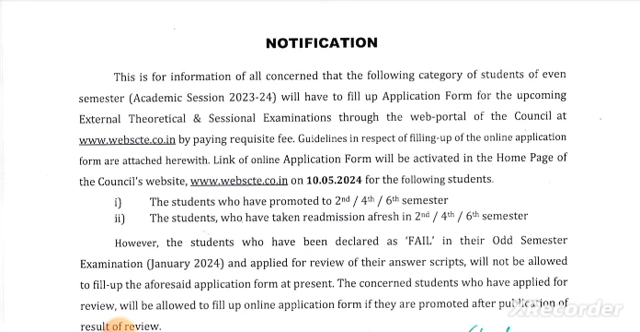 NOTIFICATION
This is for information of all concerned that the following category of students of even
semester (Academic Session 2023-24) will have to fill up Application Form for the upcoming
External Theoretical & Sessional Examinations through the web-portal of the Council at
www.webscte.co.in by paying requisite fee. Guidelines in respect of filling-up of the online application
form are attached herewith. Link of online Application Form will be activated in the Home Page of
the Council's website, www.webscte.co.in on 10.05.2024 for the following students.
i) The students who have promoted to 2nd / 4th / 6th semester
ii) The students, who have taken readmission afresh in 2nd / 4th / 6th semester
However, the students who have been declared as 'FAIL' in their Odd Semester
Examination (January 2024) and applied for review of their answer scripts, will not be allowed
to fill-up the aforesaid application form at present. The concerned students who have applied for
review, will be allowed to fill up online application form if they are promoted after publication of
result of review.
XRecorder